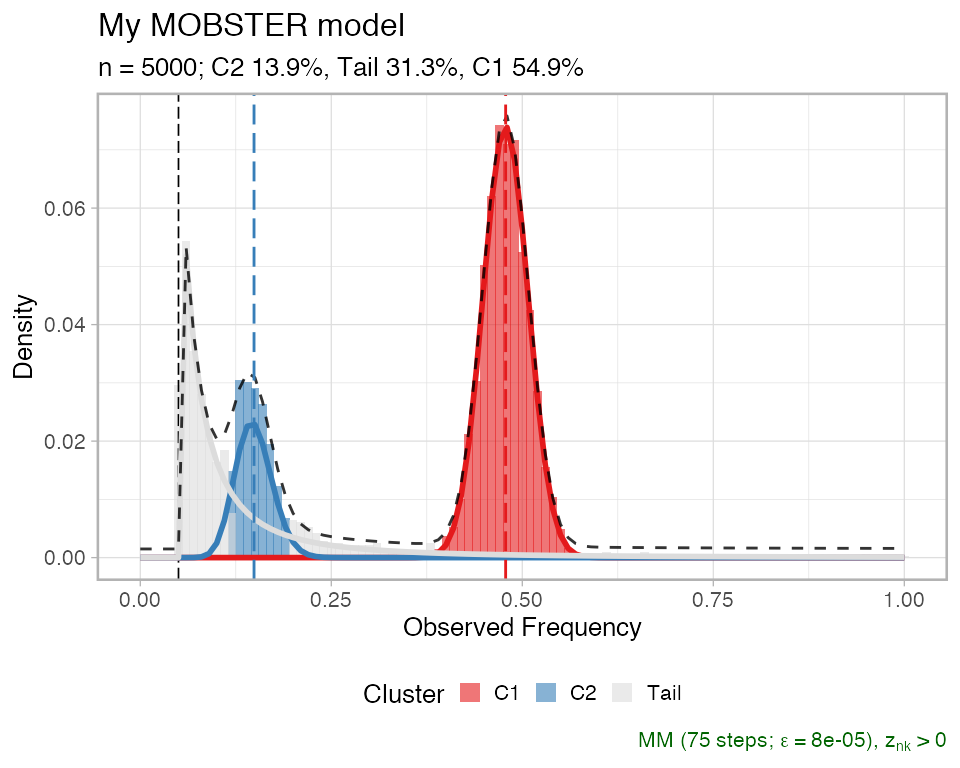 My MOBSTER model
n = 5000; C2 13.9%, Tail 31.3%, C1 54.9%
Density
0.06
0.04
0.02
0.00
0.00 0.25 0.50 0.75 1.00
Observed Frequency
Cluster C1 C2 Tail
MM (75 steps; ε = 8e-05), znk > 0